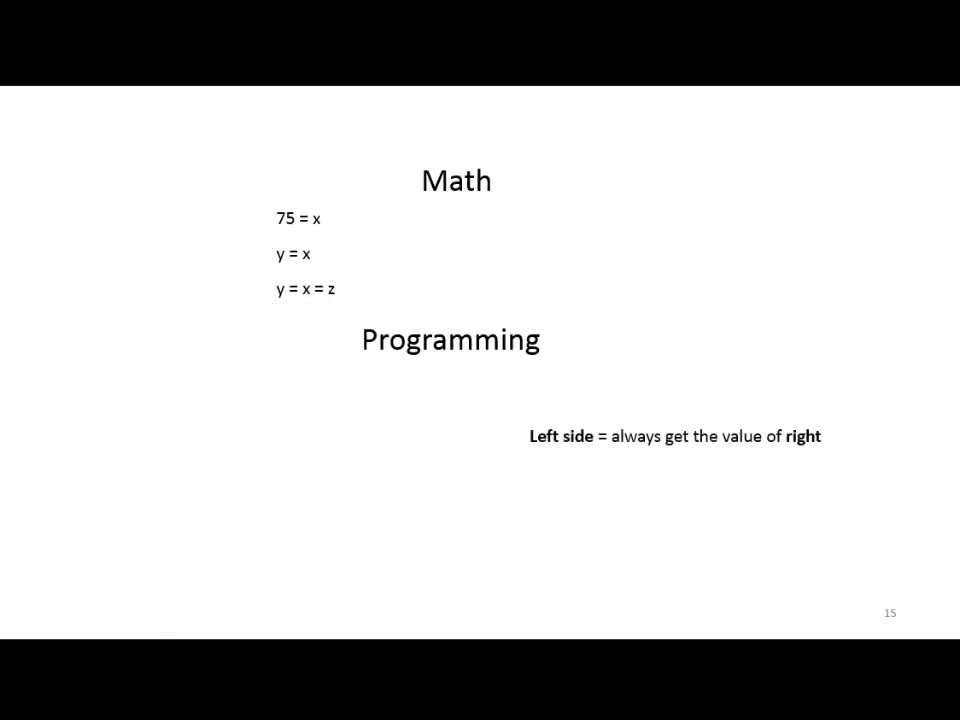 Math
75 = x
y = x
y = x = z
Programming
Left side = always get the value of right
15